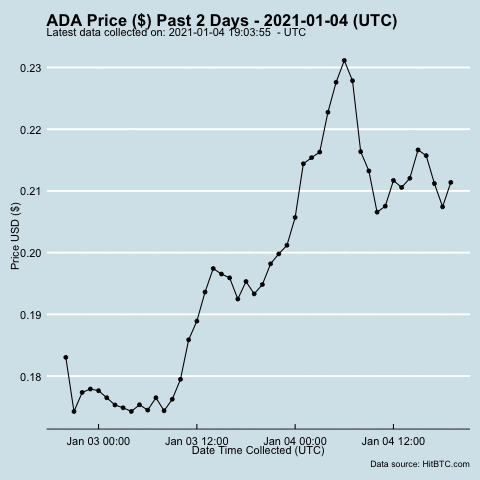 ADA Price ($) Past 2 Days - 2021-01-04 (UTC)
Latest data collected on: 2021-01-04 19:03:55 - UTC
0.23
0.22
0.21
0.20
0.19
0.18
Price USD ($)
Jan 03 00:00 Jan 03 12:00 Jan 04 00:00 Jan 04 12:00
Date Time Collected (UTC)
Data source: HitBTC.com